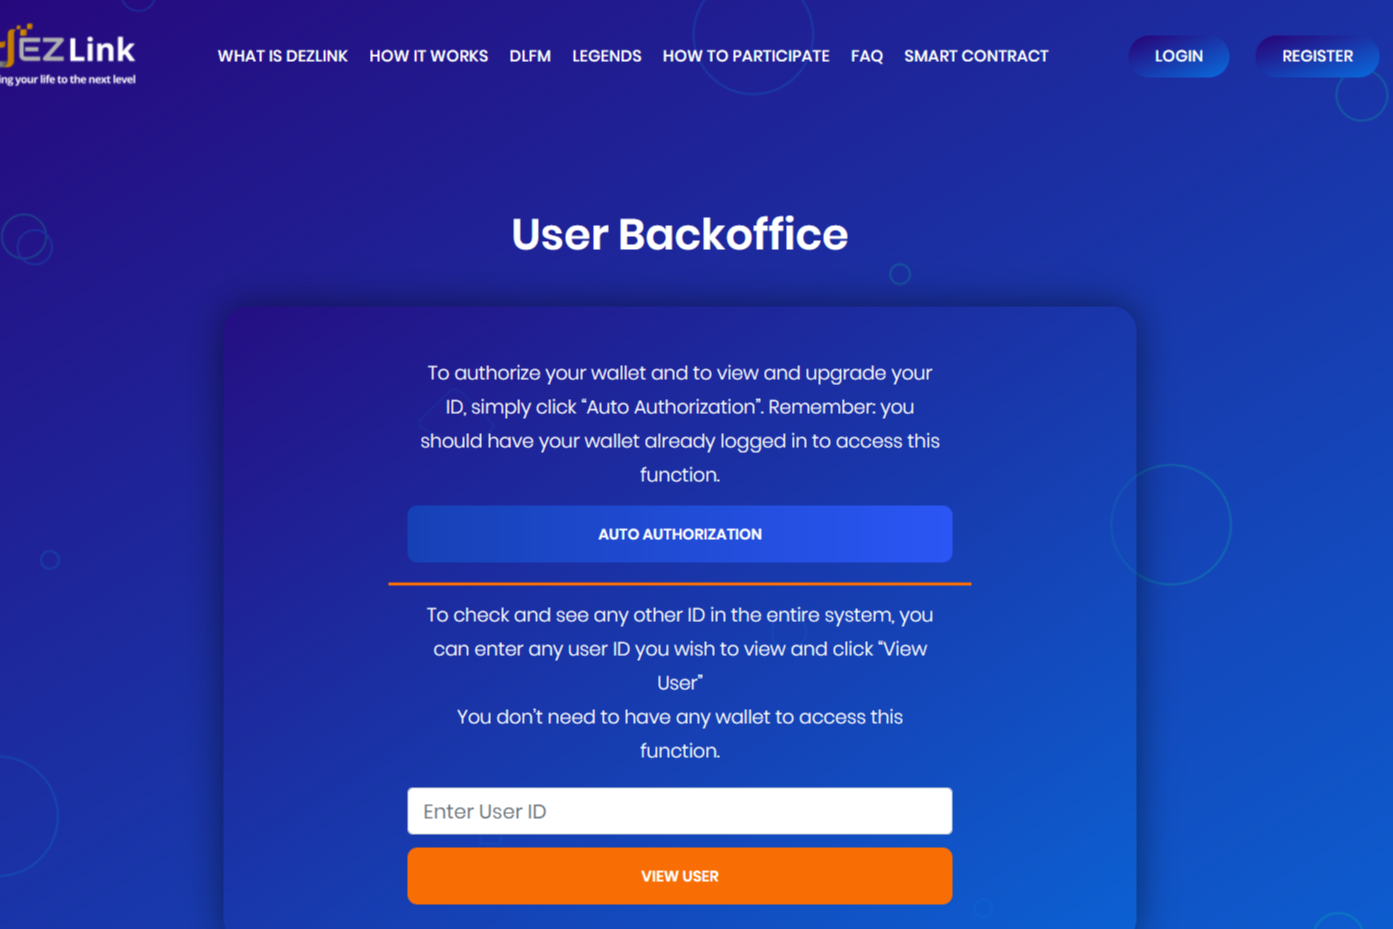 EZLink
ing your life to the next level
WHAT IS DEZLINK HOW IT WORKS DLFM LEGENDS HOW TO PARTICIPATE FAQ SMART CONTRACT LOGIN REGISTER
User Backoffice
To authorize your wallet and to view and upgrade your
ID, simply click “Auto Authorization”. Remember: you
should have your wallet already logged in to access this
function.
AUTO AUTHORIZATION
To check and see any other ID in the entire system, you
can enter any user ID you wish to view and click “View
User”
You don’t need to have any wallet to access this
function.
Enter User ID
VIEW USER